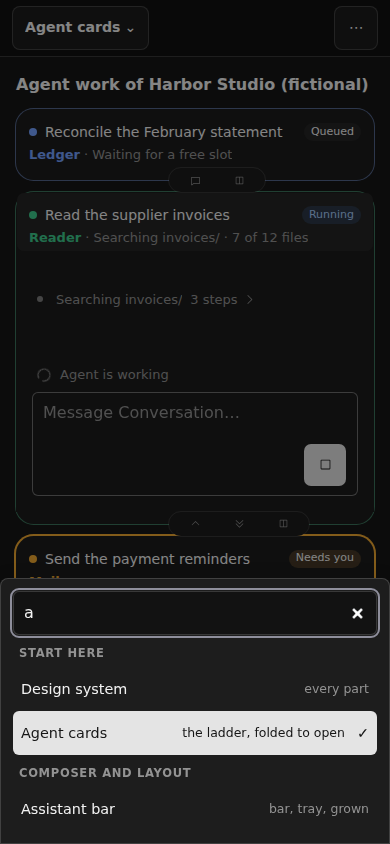 Agent cards
Agent work of Harbor Studio (fictional)
Reconcile the February statement Queued
Ledger · Waiting for a free slot
Read the supplier invoices Running
Reader · Searching invoices/ · 7 of 12 files
Searching invoices/ 3 steps
Agent is working
Message Conversation...
Send the payment reminders Needs you
a
START HERE
Design system every part
Agent cards the ladder, folded to open ✓
COMPOSER AND LAYOUT
Assistant bar bar, tray, grown